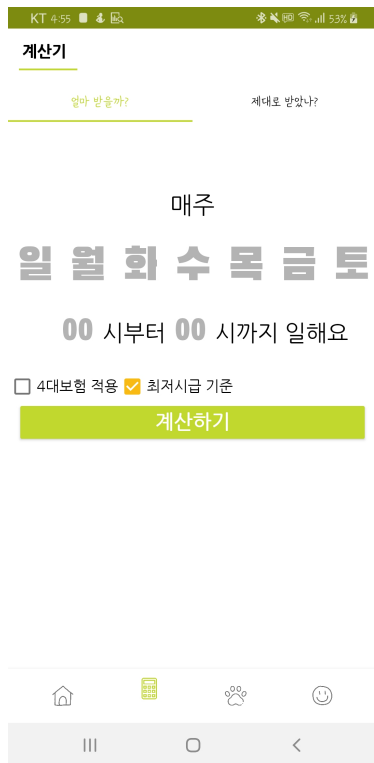 KT 4:55 53%
계산기
얼마 받을까? 제대로 받았나?
매주
일 월 화 수 목 금 토
00 시부터 00 시까지 일해요
4대보험 적용 최저시급 기준
계산하기